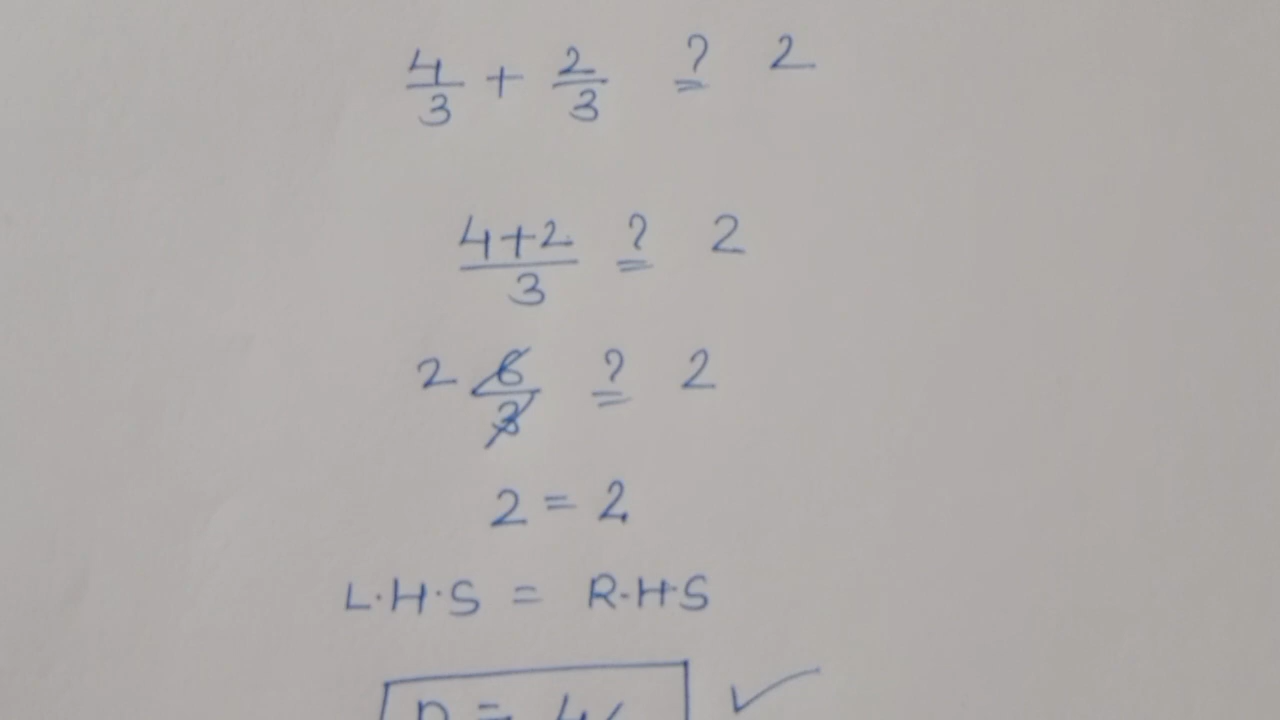 4/3 + 2/3 ≟ 2
4+2/3 ≟ 2
2 6/3 ≟ 2
2 = 2
L.H.S = R.H.S